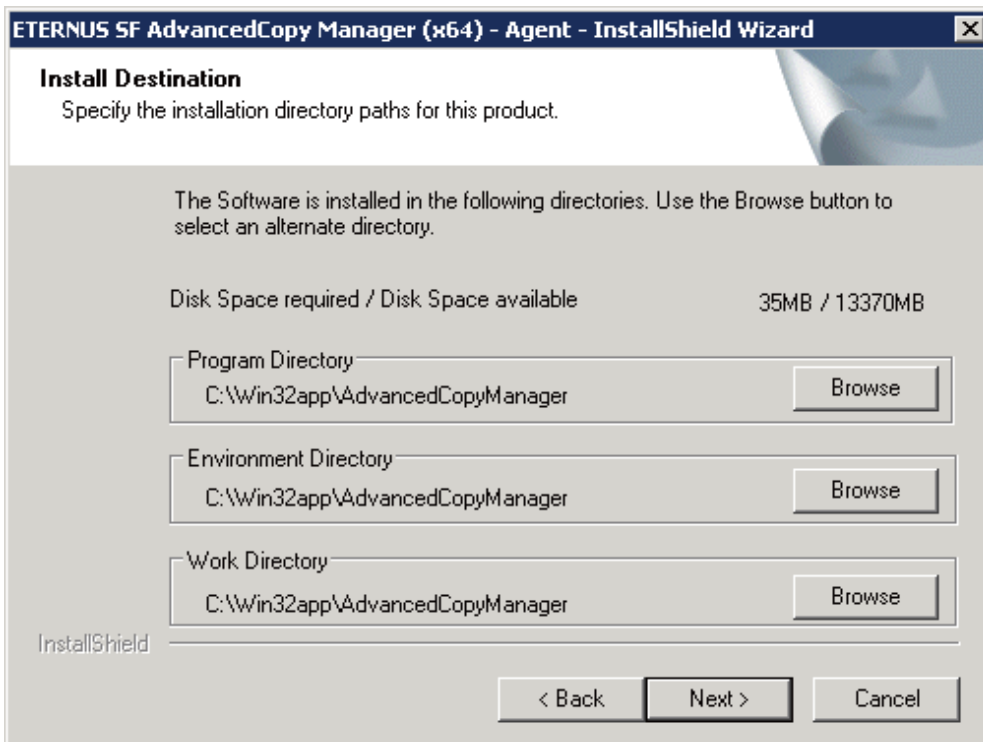 ETERNUS SF AdvancedCopy Manager (x64) - Agent - InstallShield Wizard
Install Destination
Specify the installation directory paths for this product.
The Software is installed in the following directories. Use the Browse button to
select an alternate directory.
Disk Space required / Disk Space available 35MB / 13370MB
Program Directory
C:\Win32app\AdvancedCopyManager Browse
Environment Directory
C:\Win32app\AdvancedCopyManager Browse
Work Directory
C:\Win32app\AdvancedCopyManager Browse
InstallShield
< Back Next > Cancel